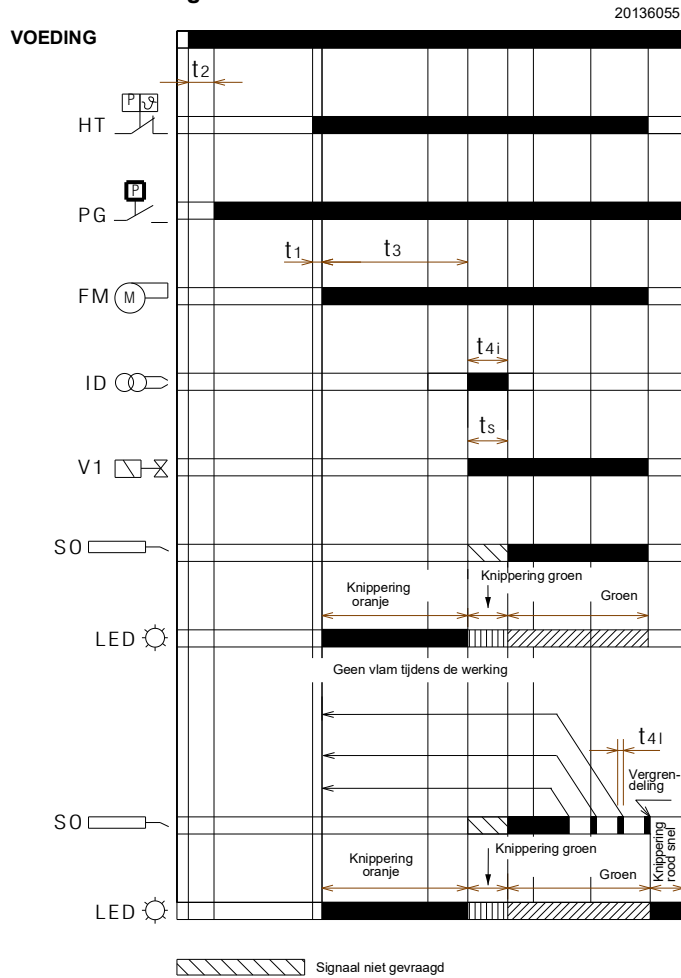 20136055
VOEDING
t2
P ϑ
HT
P
PG
t1 t3
FM M
t4i
ID
ts
V1
SO
Knippering groen
Knippering
oranje
Groen
LED
Geen vlam tijdens de werking
t4l
Vergren-
deling
SO
Knippering
rood snel
Knippering groen
Knippering
oranje
Groen
LED
Signaal niet gevraagd